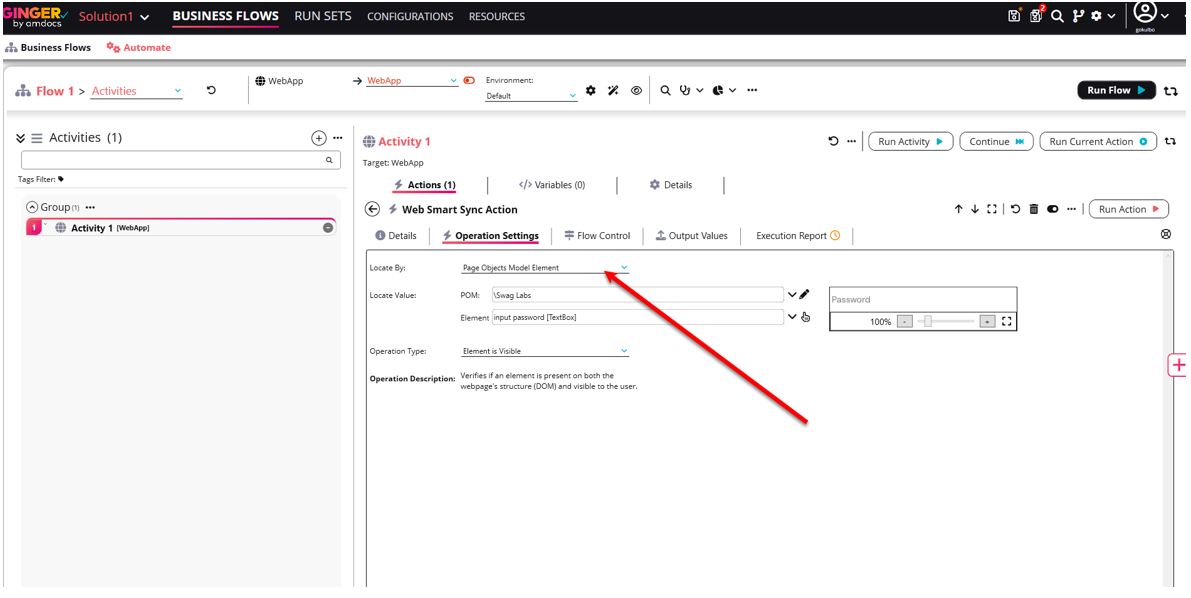 GINGER
by amdocs
Solution1
BUSINESS FLOWS
RUN SETS
CONFIGURATIONS
RESOURCES
2
gokulbo
Business Flows
Automate
Flow 1 > Activities
WebApp
WebApp
Environment:
Default
Run Flow
Activities (1)
Tags Filter:
Group (1)
1
Activity 1 [WebApp]
Activity 1
Target: WebApp
Run Activity
Continue
Run Current Action
Actions (1)
</> Variables (0)
Details
Web Smart Sync Action
Run Action
Details
Operation Settings
Flow Control
Output Values
Execution Report
Locate By:
Page Objects Model Element
Locate Value:
POM:
\Swag Labs
Element
input password [TextBox]
Password
100%
-
+
Operation Type:
Element is Visible
Operation Description:
Verifies if an element is present on both the
webpage's structure (DOM) and visible to the user.